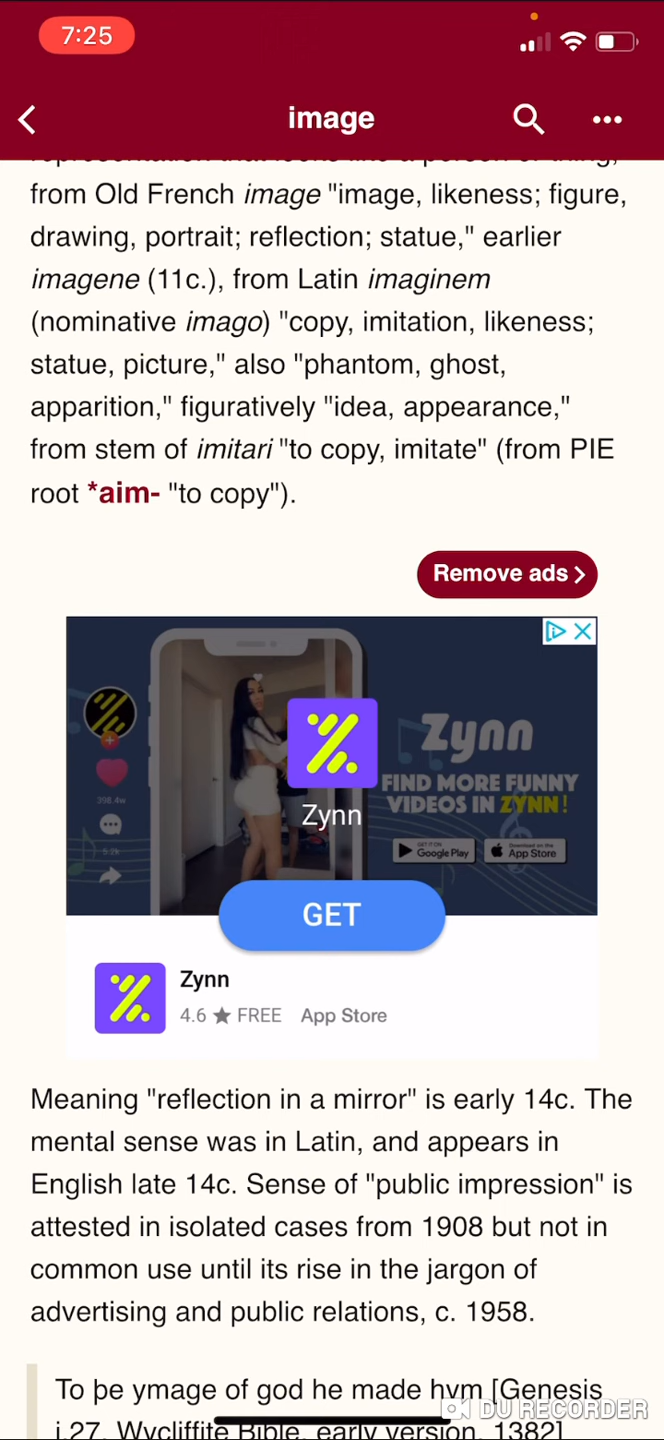 7:25
image
from Old French image "image, likeness; figure,
drawing, portrait; reflection; statue," earlier
imagene (11c.), from Latin imaginem
(nominative imago) "copy, imitation, likeness;
statue, picture," also "phantom, ghost,
apparition," figuratively "idea, appearance,"
from stem of imitari "to copy, imitate" (from PIE
root *aim- "to copy").
Remove ads
Zynn
FIND MORE FUNNY
VIDEOS IN ZYNN!
Zynn
GET IT ON
Google Play
Download on the
App Store
GET
Zynn
4.6 ★ FREE App Store
Meaning "reflection in a mirror" is early 14c. The
mental sense was in Latin, and appears in
English late 14c. Sense of "public impression" is
attested in isolated cases from 1908 but not in
common use until its rise in the jargon of
advertising and public relations, c. 1958.
To þe ymage of god he made hym [Genesis
i.27, Wycliffite Bible, early version, 1382]
DU RECORDER